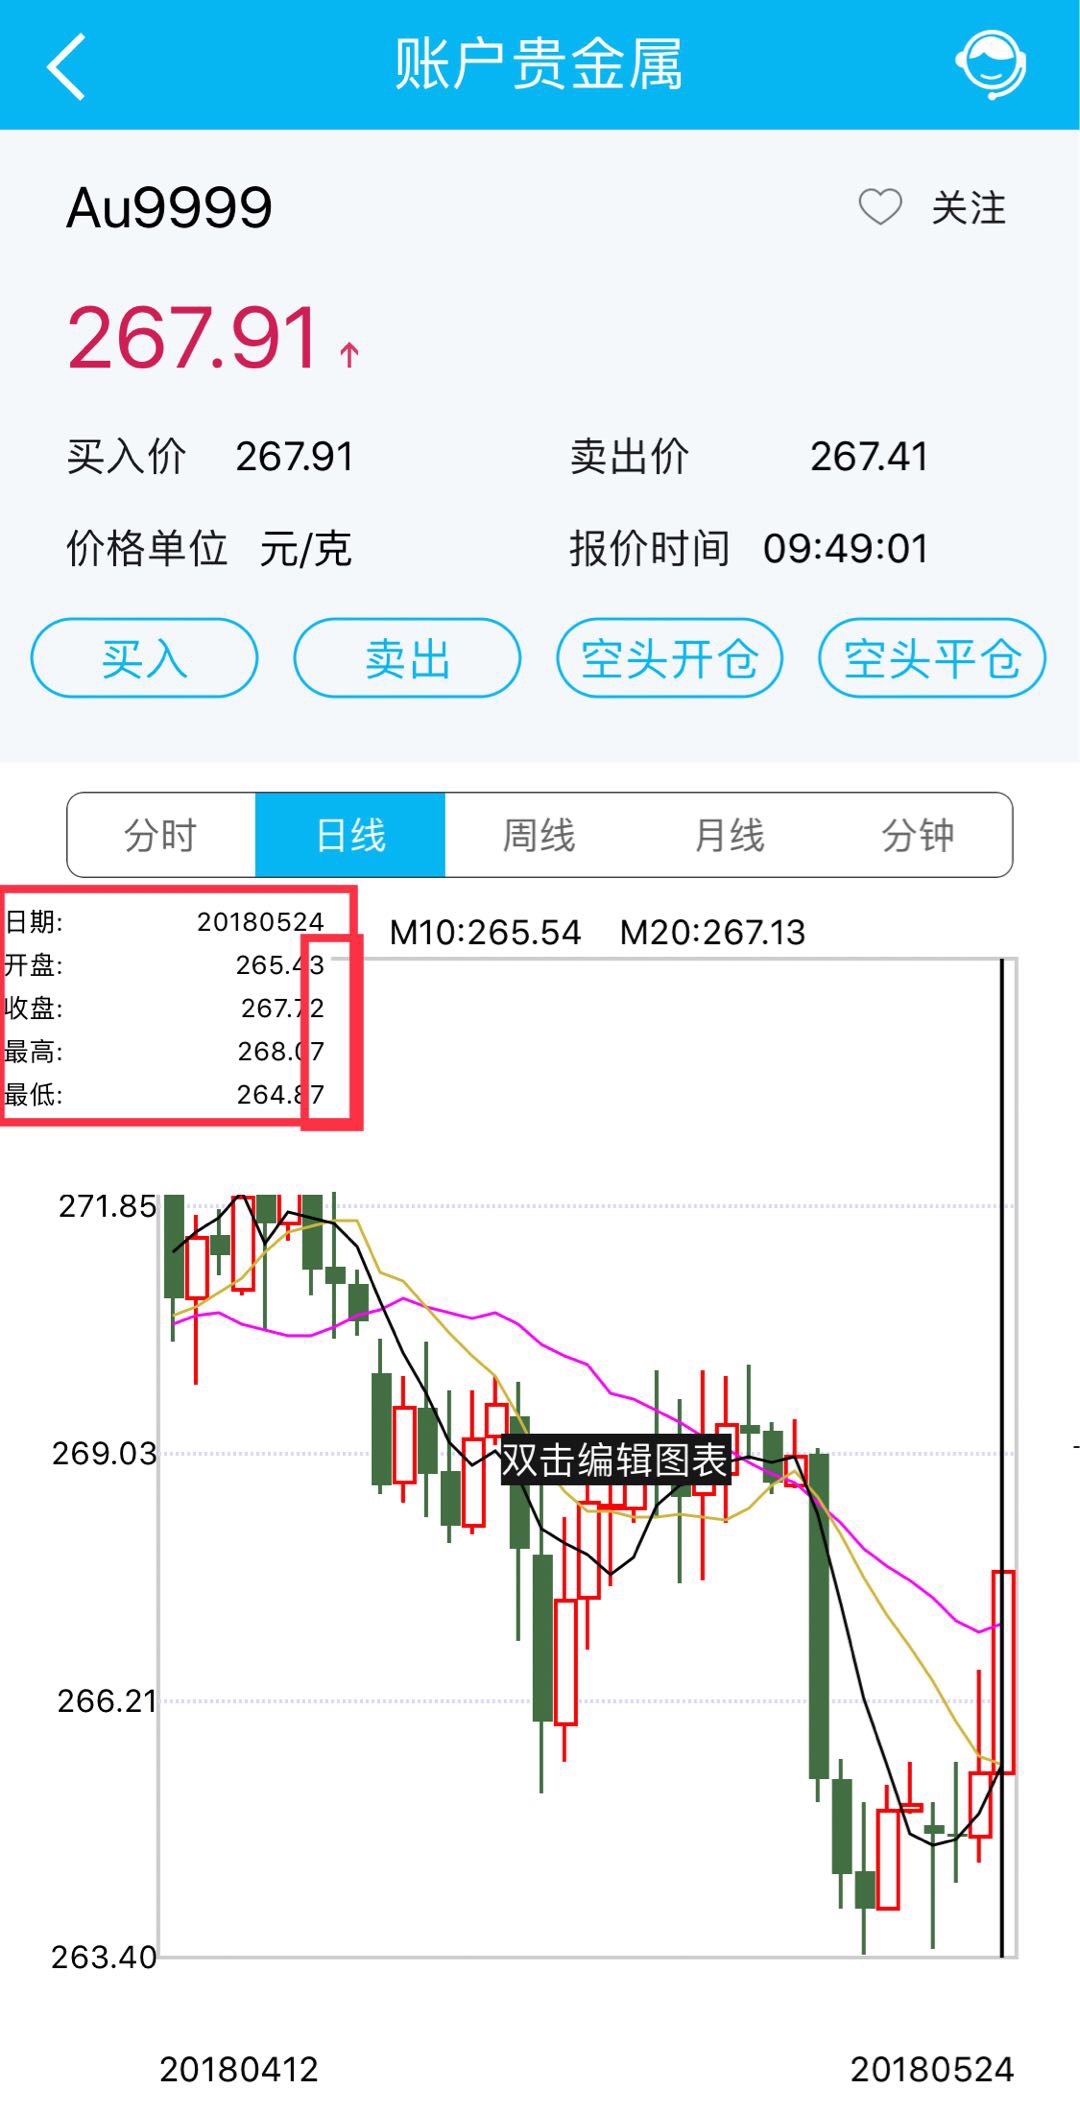 账户贵金属
Au9999
关注
267.91↑
买入价 267.91 卖出价 267.41
价格单位 元/克 报价时间 09:49:01
买入 卖出 空头开仓 空头平仓
分时 日线 周线 月线 分钟
日期: 20180524
M10:265.54 M20:267.13
开盘: 265.43
收盘: 267.72
最高: 268.07
最低: 264.87
271.85
269.03
双击编辑图表
266.21
263.40
20180412 20180524